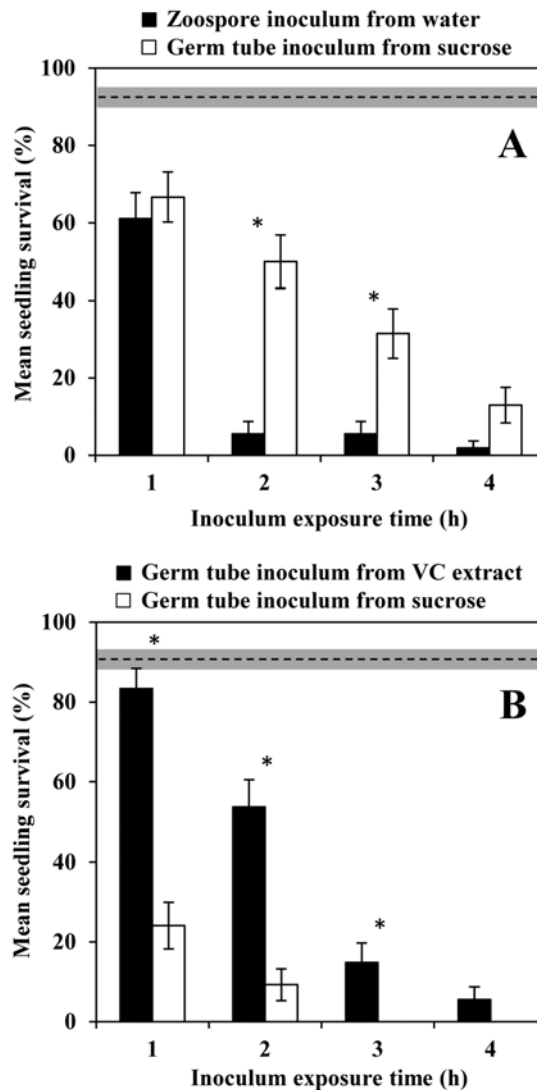 Zoospore inoculum from water
Germ tube inoculum from sucrose
100
80
60
40
20
0
Mean seedling survival (%)
A
*
*
1 2 3 4
Inoculum exposure time (h)
Germ tube inoculum from VC extract
Germ tube inoculum from sucrose
100
80
60
40
20
0
Mean seedling survival (%)
B
*
*
*
1 2 3 4
Inoculum exposure time (h)